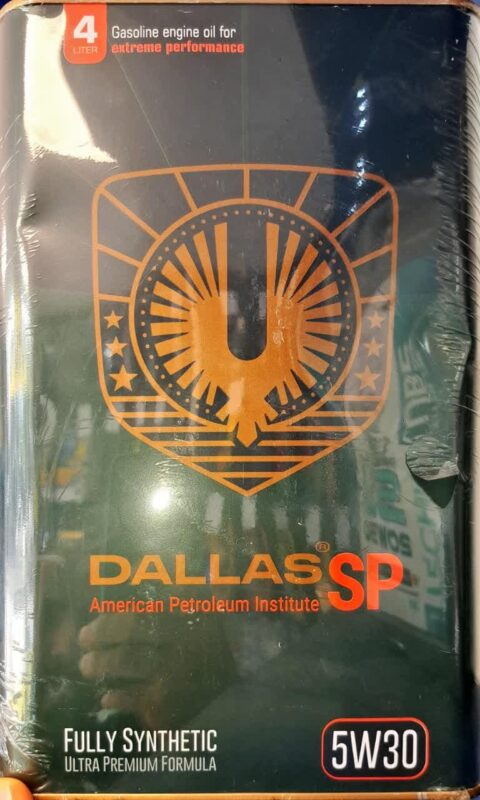 4
LITER
Gasoline engine oil for
extreme performance
DALLAS® SP
American Petroleum Institute
FULLY SYNTHETIC
ULTRA PREMIUM FORMULA
5W30